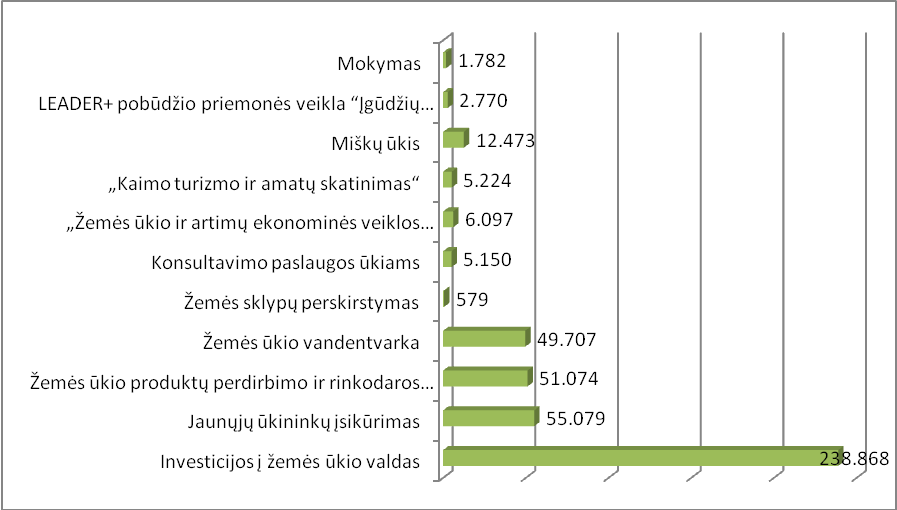 Mokymas 1.782
LEADER+ pobūdžio priemonės veikla “Įgūdžių... 2.770
Miškų ūkis 12.473
„Kaimo turizmo ir amatų skatinimas“ 5.224
„Žemės ūkio ir artimų ekonominės veiklos... 6.097
Konsultavimo paslaugos ūkiams 5.150
Žemės sklypų perskirstymas 579
Žemės ūkio vandentvarka 49.707
Žemės ūkio produktų perdirbimo ir rinkodaros... 51.074
Jaunųjų ūkininkų įsikūrimas 55.079
Investicijos į žemės ūkio valdas 238.868